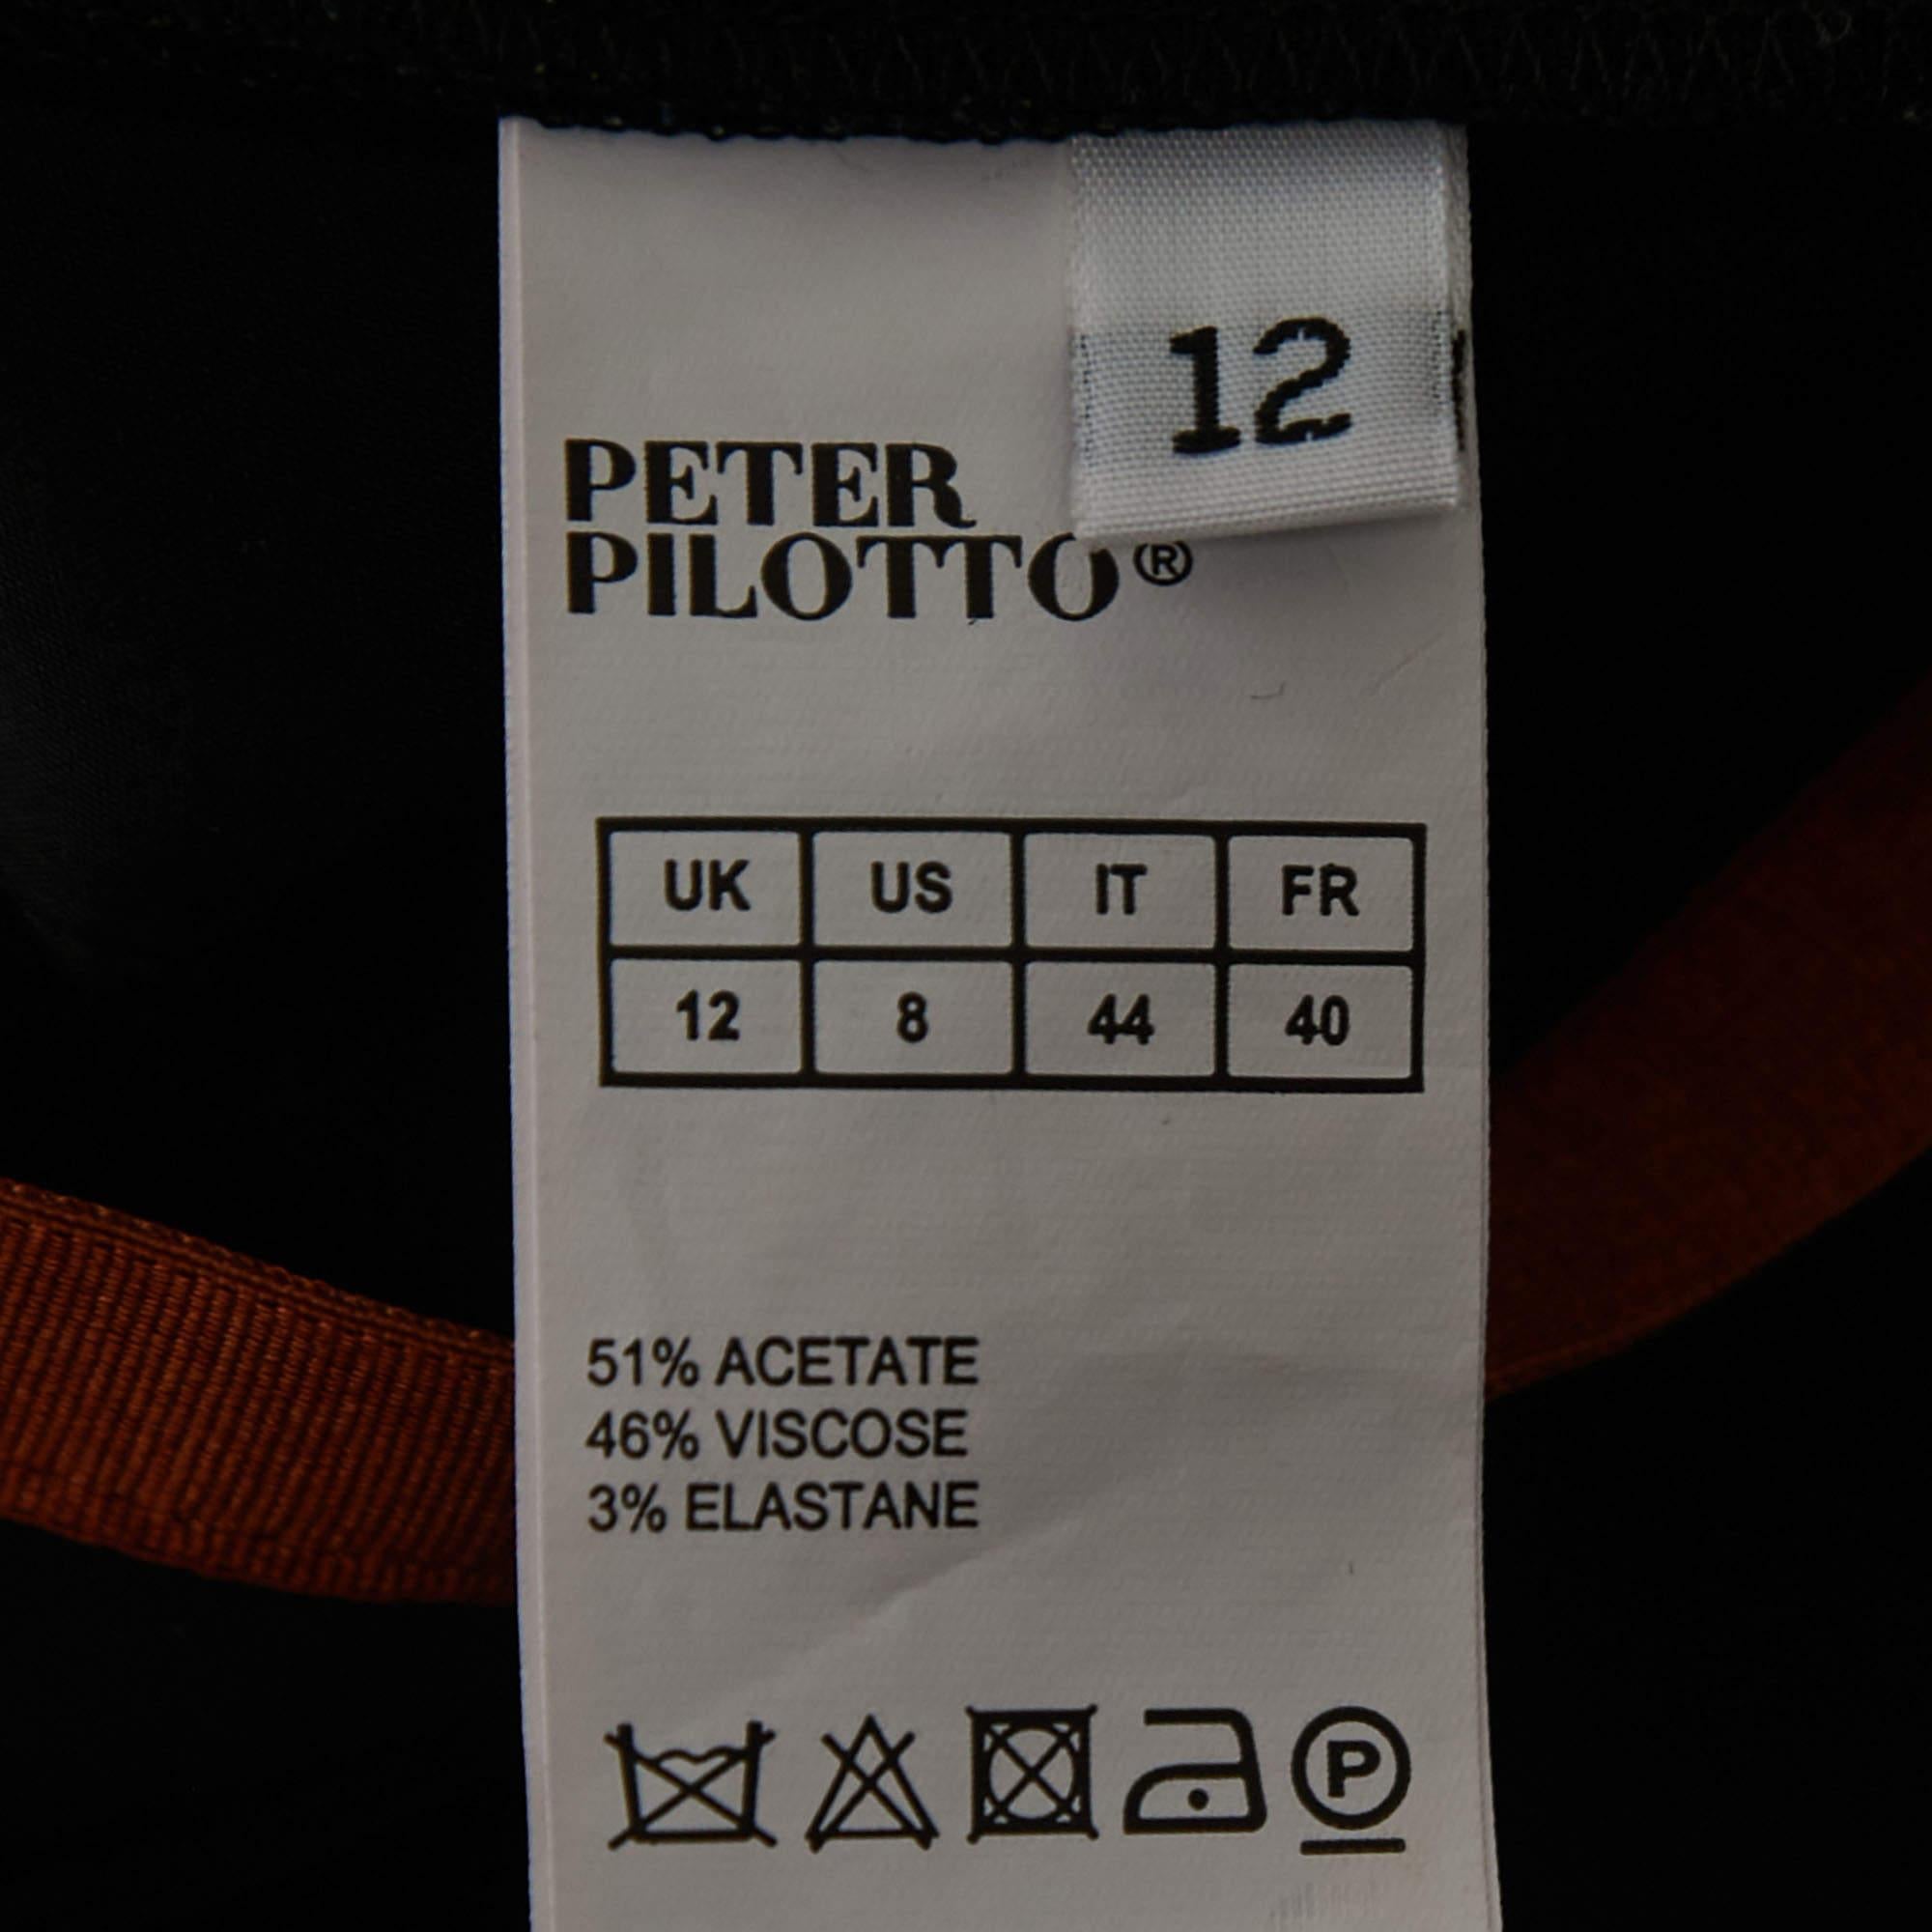 12
PETER
PILOTTO®
UK US IT FR
12 8 44 40
51% ACETATE
46% VISCOSE
3% ELASTANE
P